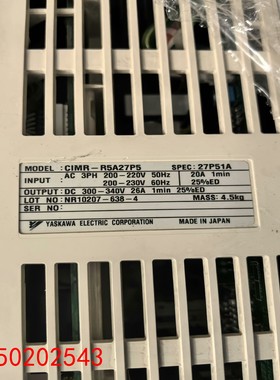 MODEL CIMR-R5A27P5 SPEC: 27P51A
INPUT: AC 3PH 200-220V 50Hz 20A 1min
200-230V 60Hz 25%ED
OUTPUT: DC 300-340V 26A 1min 25%ED
LOT NO: NR10207-638-4 MASS: 4.5kg
SER NO:
YASKAWA ELECTRIC CORPORATION MADE IN JAPAN
50202543